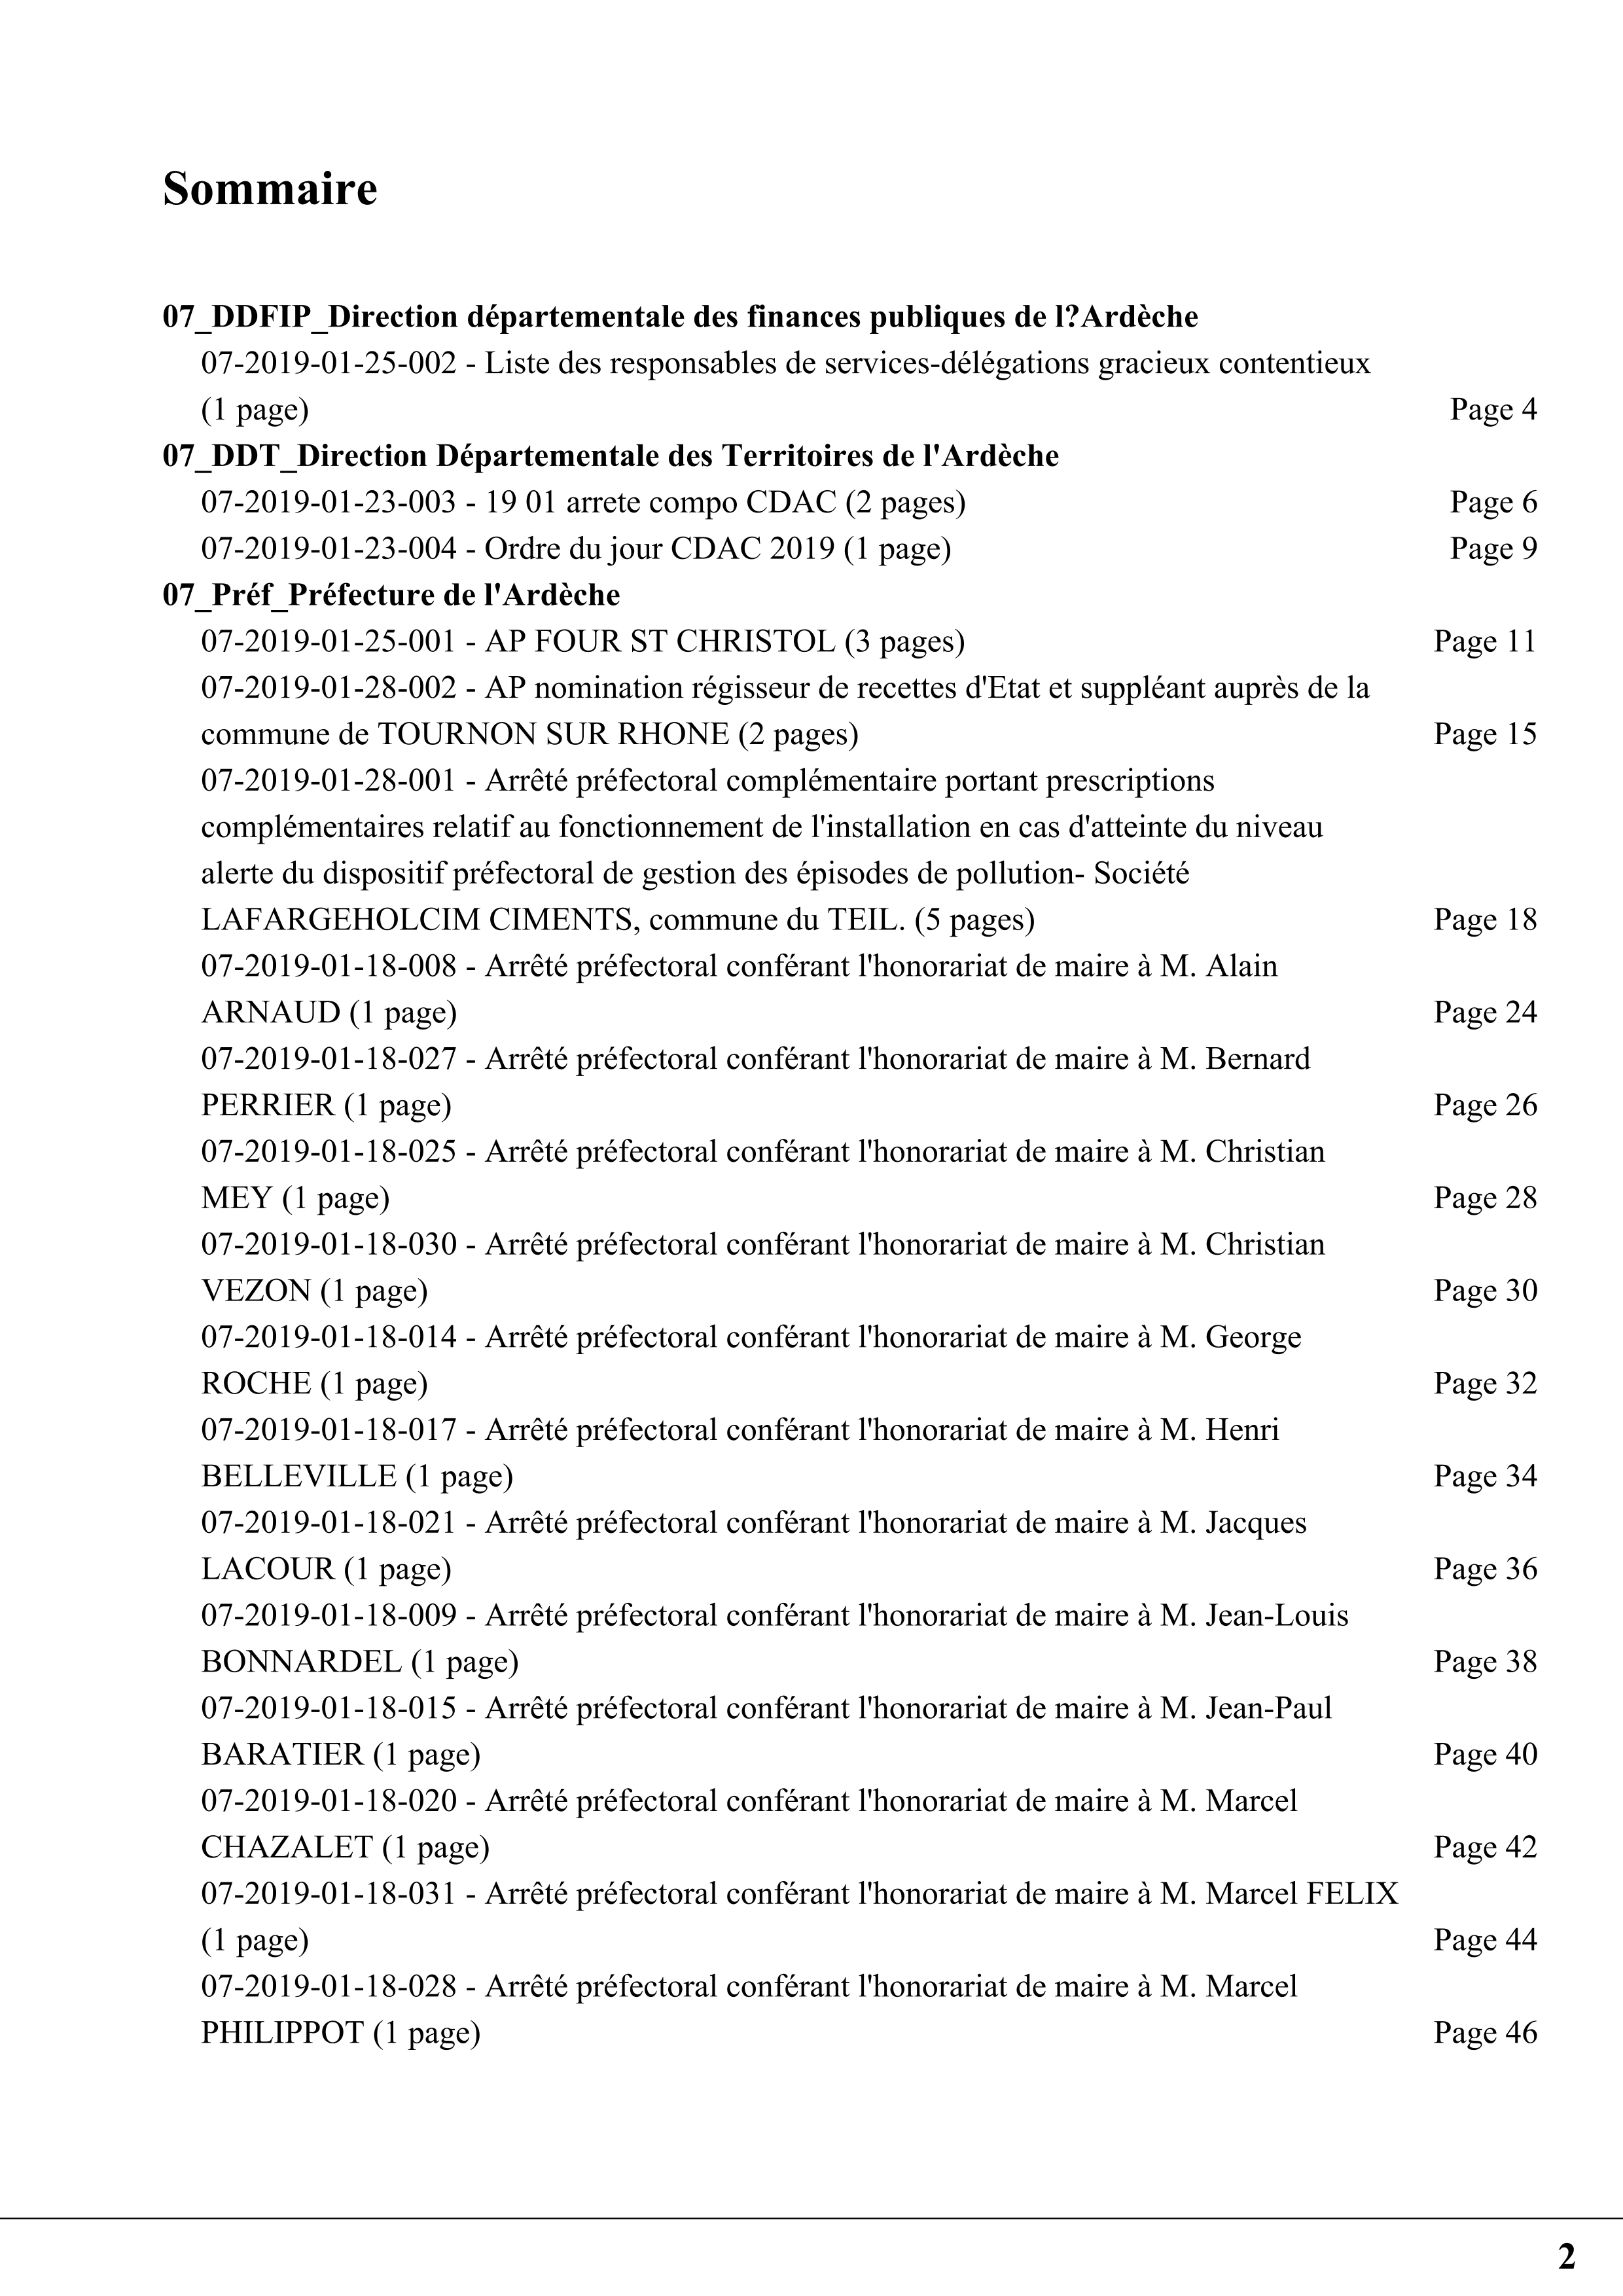 Sommaire
07_DDFIP_Direction départementale des finances publiques de l?Ardèche
07-2019-01-25-002 - Liste des responsables de services-délégations gracieux contentieux
(1 page) Page 4
07_DDT_Direction Départementale des Territoires de l'Ardèche
07-2019-01-23-003 - 19 01 arrete compo CDAC (2 pages) Page 6
07-2019-01-23-004 - Ordre du jour CDAC 2019 (1 page) Page 9
07_Préf_Préfecture de l'Ardèche
07-2019-01-25-001 - AP FOUR ST CHRISTOL (3 pages) Page 11
07-2019-01-28-002 - AP nomination régisseur de recettes d'Etat et suppléant auprès de la
commune de TOURNON SUR RHONE (2 pages) Page 15
07-2019-01-28-001 - Arrêté préfectoral complémentaire portant prescriptions
complémentaires relatif au fonctionnement de l'installation en cas d'atteinte du niveau
alerte du dispositif préfectoral de gestion des épisodes de pollution- Société
LAFARGEHOLCIM CIMENTS, commune du TEIL. (5 pages) Page 18
07-2019-01-18-008 - Arrêté préfectoral conférant l'honorariat de maire à M. Alain
ARNAUD (1 page) Page 24
07-2019-01-18-027 - Arrêté préfectoral conférant l'honorariat de maire à M. Bernard
PERRIER (1 page) Page 26
07-2019-01-18-025 - Arrêté préfectoral conférant l'honorariat de maire à M. Christian
MEY (1 page) Page 28
07-2019-01-18-030 - Arrêté préfectoral conférant l'honorariat de maire à M. Christian
VEZON (1 page) Page 30
07-2019-01-18-014 - Arrêté préfectoral conférant l'honorariat de maire à M. George
ROCHE (1 page) Page 32
07-2019-01-18-017 - Arrêté préfectoral conférant l'honorariat de maire à M. Henri
BELLEVILLE (1 page) Page 34
07-2019-01-18-021 - Arrêté préfectoral conférant l'honorariat de maire à M. Jacques
LACOUR (1 page) Page 36
07-2019-01-18-009 - Arrêté préfectoral conférant l'honorariat de maire à M. Jean-Louis
BONNARDEL (1 page) Page 38
07-2019-01-18-015 - Arrêté préfectoral conférant l'honorariat de maire à M. Jean-Paul
BARATIER (1 page) Page 40
07-2019-01-18-020 - Arrêté préfectoral conférant l'honorariat de maire à M. Marcel
CHAZALET (1 page) Page 42
07-2019-01-18-031 - Arrêté préfectoral conférant l'honorariat de maire à M. Marcel FELIX
(1 page) Page 44
07-2019-01-18-028 - Arrêté préfectoral conférant l'honorariat de maire à M. Marcel
PHILIPPOT (1 page) Page 46
2